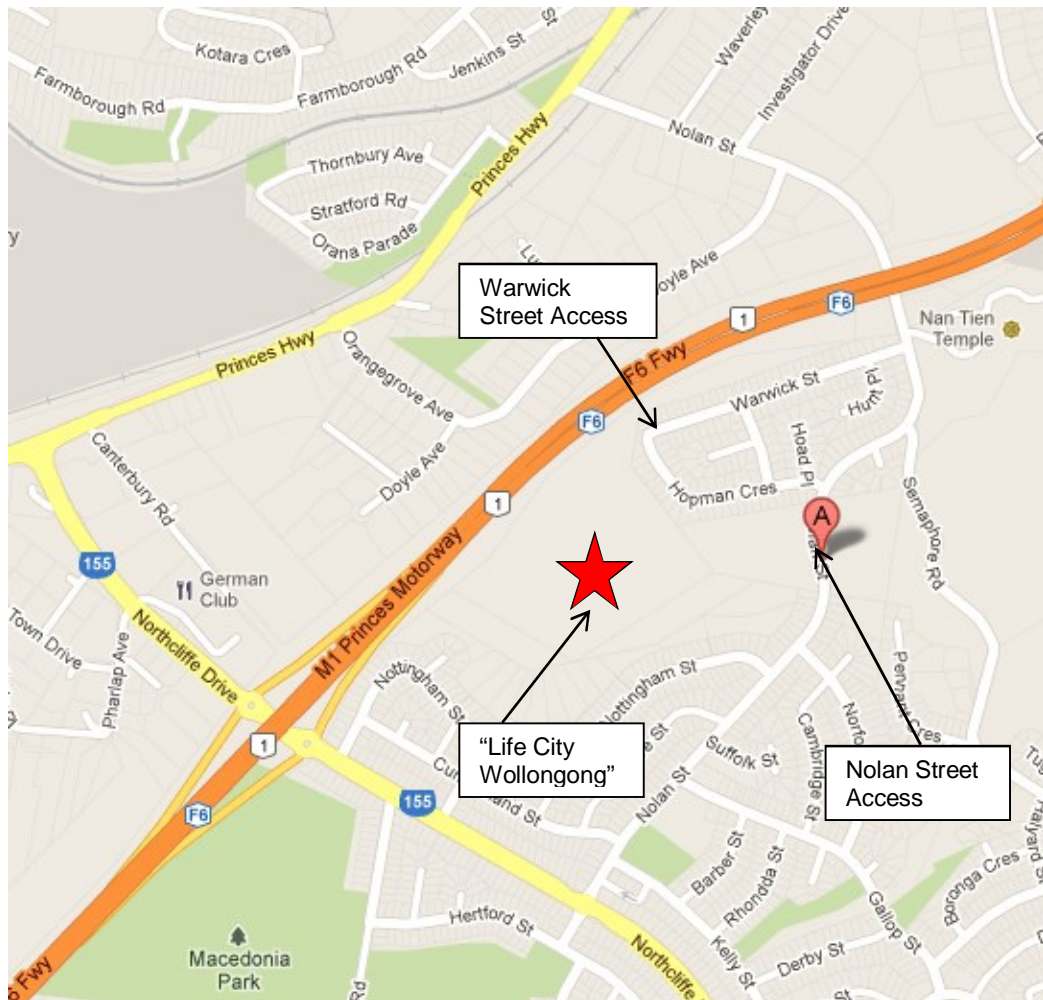 Kotara Cres
Farmborough Rd
Farmborough Rd
Jenkins St
St
Waverley
Investigator Drive
Nolan St
Princes Hwy
Thornbury Ave
Stratford Rd
Orana Parade
Doyle Ave
Warwick
Street Access
1
F6
F6 Fwy
Nan Tien
Temple
Princes Hwy
Orangegrove Ave
F6
Warwick St
Hunt Pl
Hoad Pl
Canterbury Rd
Doyle Ave
Hopman Cres
Semaphore Rd
1
A
155
German
Club
M1 Princes Motorway
Town Drive
Northcliffe Drive
Pharlap Ave
Nottingham St
Nottingham St
Pennant Cres
1
"Life City
Wollongong"
Suffolk St
Cambridge St
Nolan Street
Access
Nolan St
155
F6
Barber St
Rhondda St
Hertford St
Gallop St
Boronga Cres
Halyard St
Macedonia
Park
Northcliffe
Kelly St
Derby St
Rd
Fwy